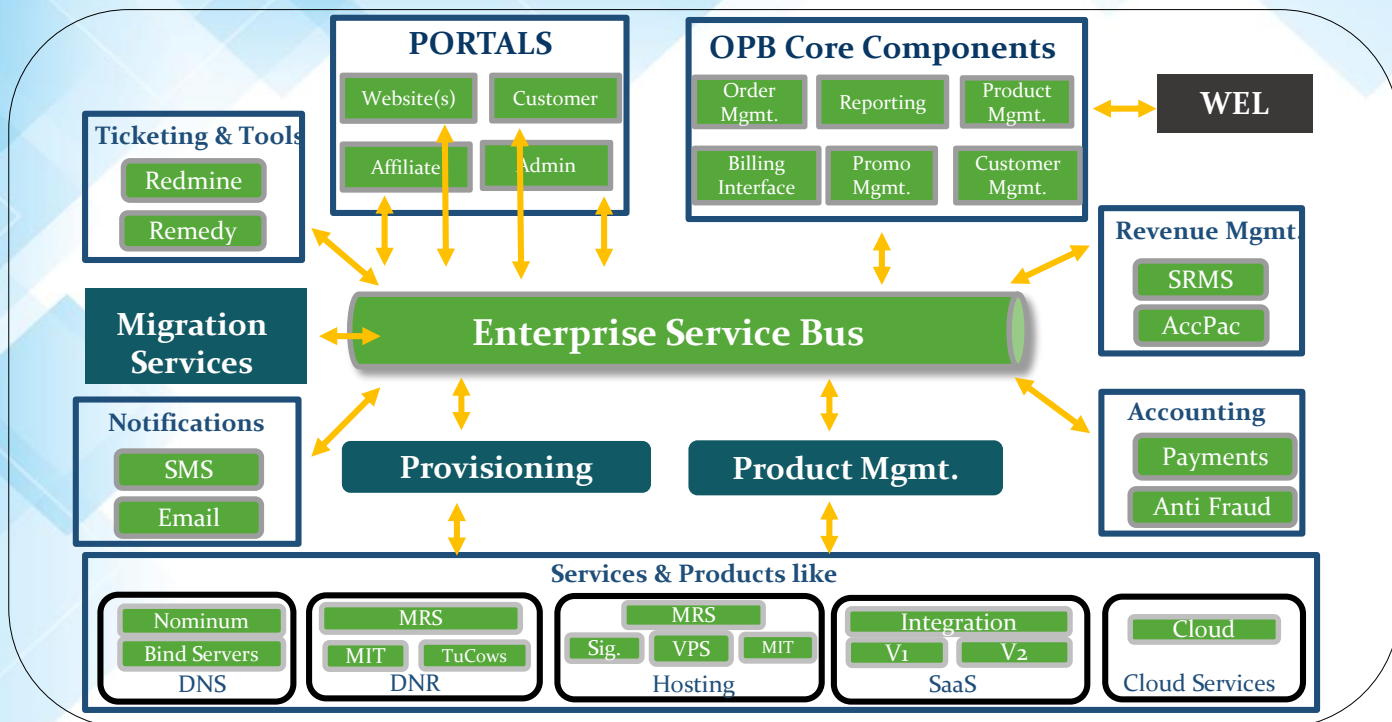 PORTALS
Website(s)
Customer
Affiliate
Admin
OPB Core Components
Order
Mgmt.
Reporting
Product
Mgmt.
Billing
Interface
Promo
Mgmt.
Customer
Mgmt.
WEL
Ticketing & Tools
Redmine
Remedy
Revenue Mgmt.
SRMS
AccPac
Migration
Services
Enterprise Service Bus
Notifications
SMS
Email
Provisioning
Product Mgmt.
Accounting
Payments
Anti Fraud
Services & Products like
Nominum
Bind Servers
DNS
MRS
MIT
TuCows
DNR
MRS
Sig.
VPS
MIT
Hosting
Integration
V1
V2
SaaS
Cloud
Cloud Services